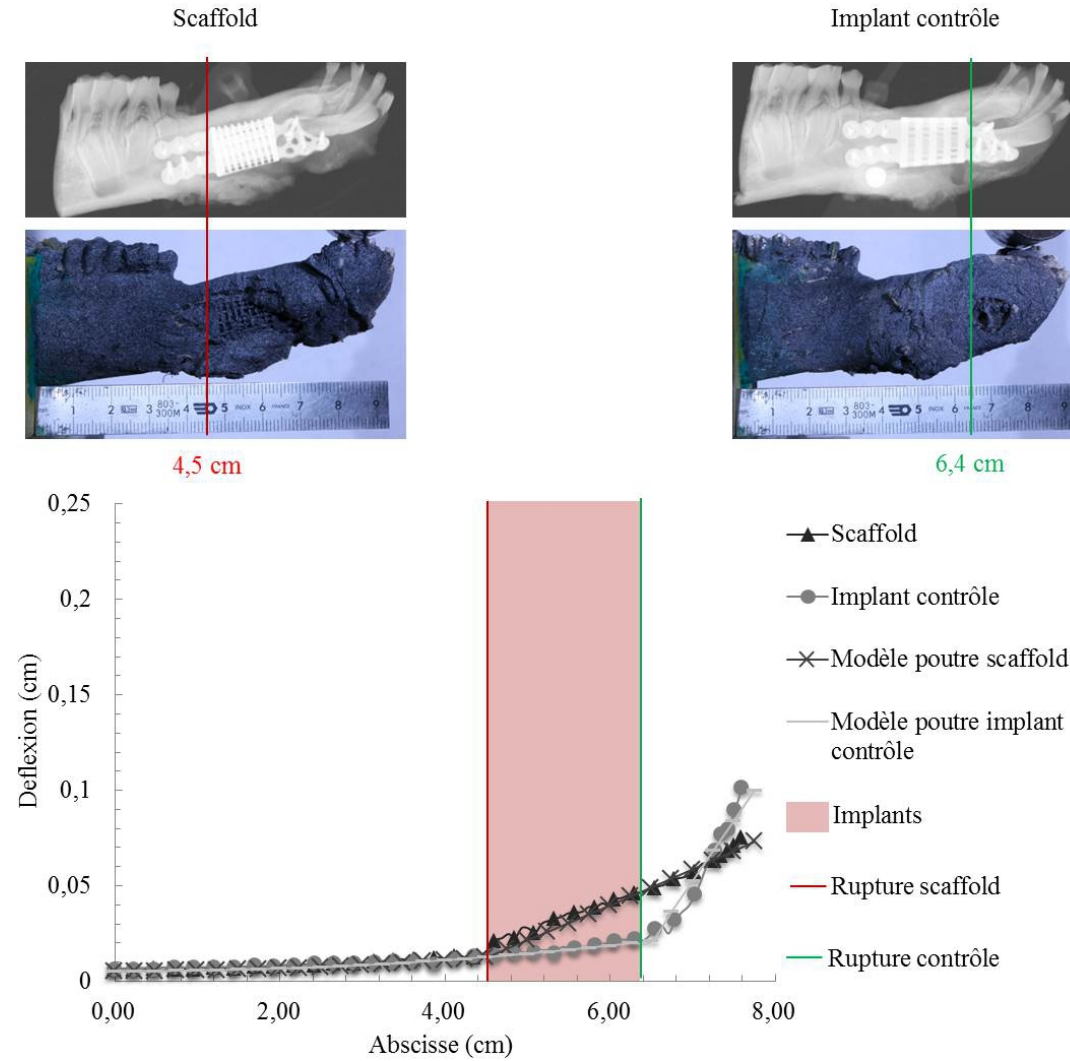 Scaffold
Implant contrôle
1 2 3 803-300M 4 5 INOX 6 FRANCE 7 8 9
1 2 3 803-300M 4 5 INOX 6 FRANCE 7 8 9
4,5 cm
6,4 cm
0,25
0,2
0,15
0,1
0,05
0
Deflexion (cm)
0,00 2,00 4,00 6,00 8,00
Abscisse (cm)
Scaffold
Implant contrôle
Modèle poutre scaffold
Modèle poutre implant
contrôle
Implants
Rupture scaffold
Rupture contrôle